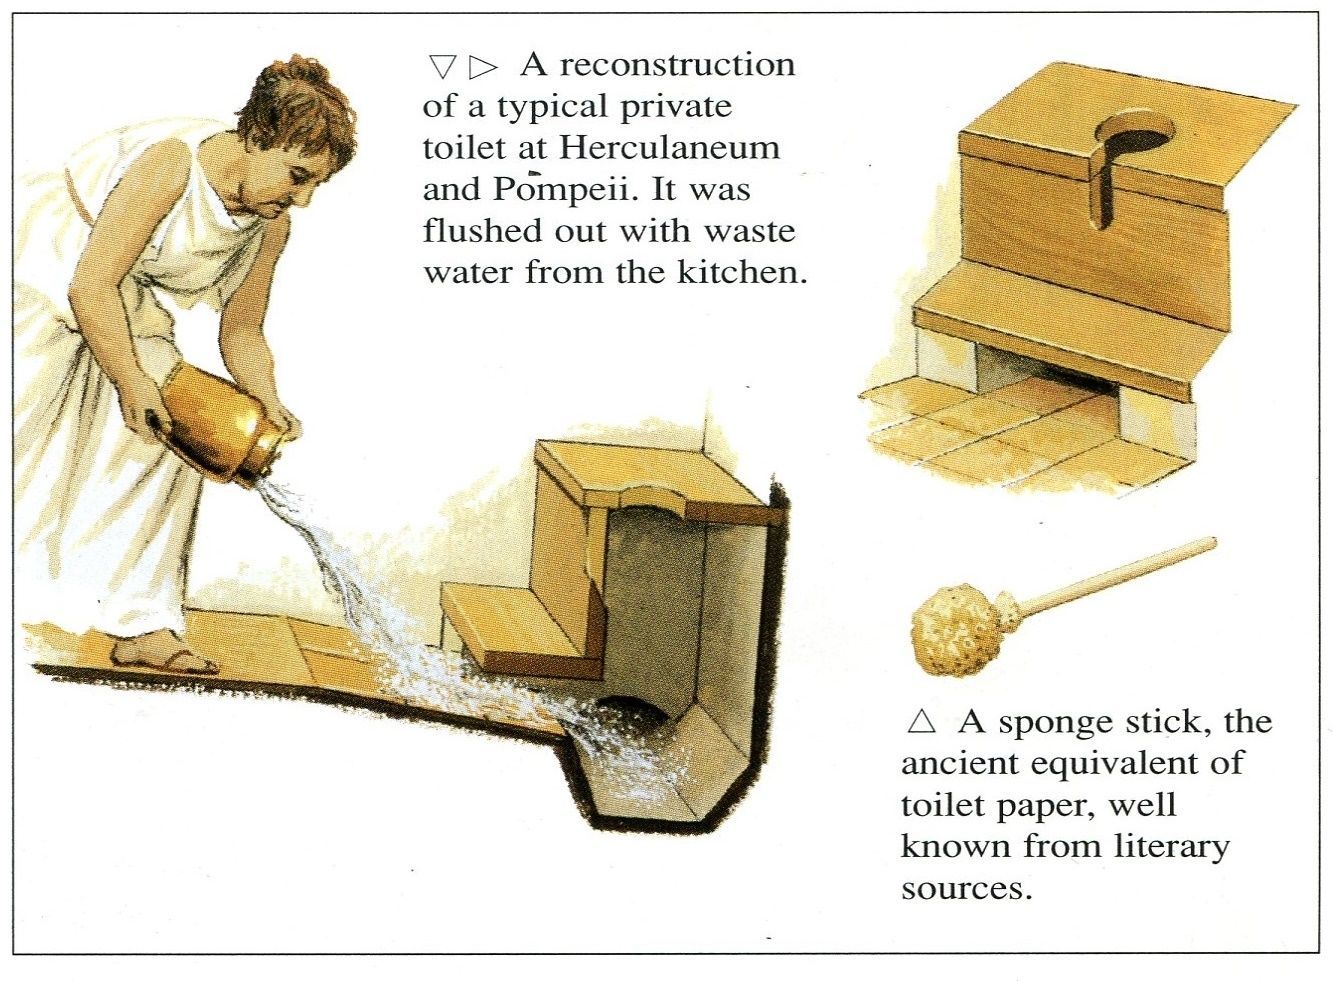 ▽ ▷ A reconstruction
of a typical private
toilet at Herculaneum
and Pompeii. It was
flushed out with waste
water from the kitchen.
△ A sponge stick, the
ancient equivalent of
toilet paper, well
known from literary
sources.